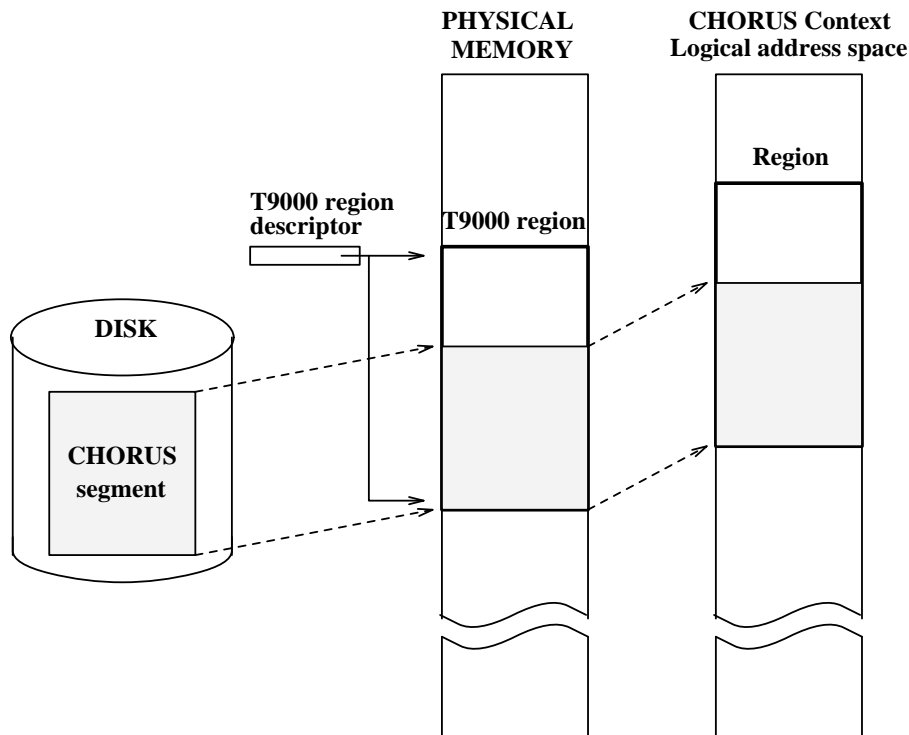 PHYSICAL
MEMORY
CHORUS Context
Logical address space
Region
T9000 region
descriptor
T9000 region
DISK
CHORUS
segment